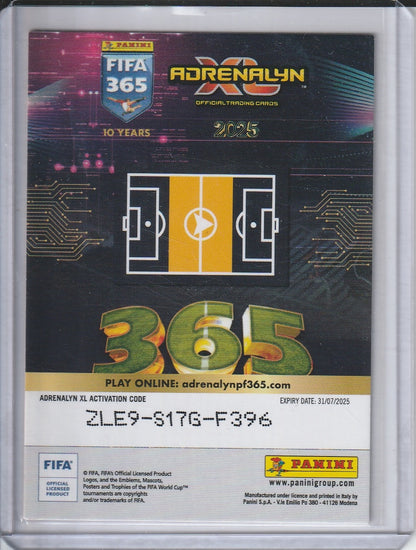 PANINI
FIFA
365
10 YEARS
ADRENALYN
XL
OFFICIAL TRADING CARDS
™
2025
365
PLAY ONLINE: adrenalynpf365.com
ADRENALYN XL ACTIVATION CODE
EXPIRY DATE: 31/07/2025
ZLE9-S17G-F396
FIFA®
OFFICIAL
LICENSED
PRODUCT
© FIFA, FIFA's Official Licensed Product
Logos, and the Emblems, Mascots,
Posters and Trophies of the FIFA World Cup™
tournaments are copyrights
and/or trademarks of FIFA.
PANINI
www.paninigroup.com
Manufactured under licence and printed in Italy by
Panini S.p.A. - V.le Emilio Po 380 - 41126 Modena